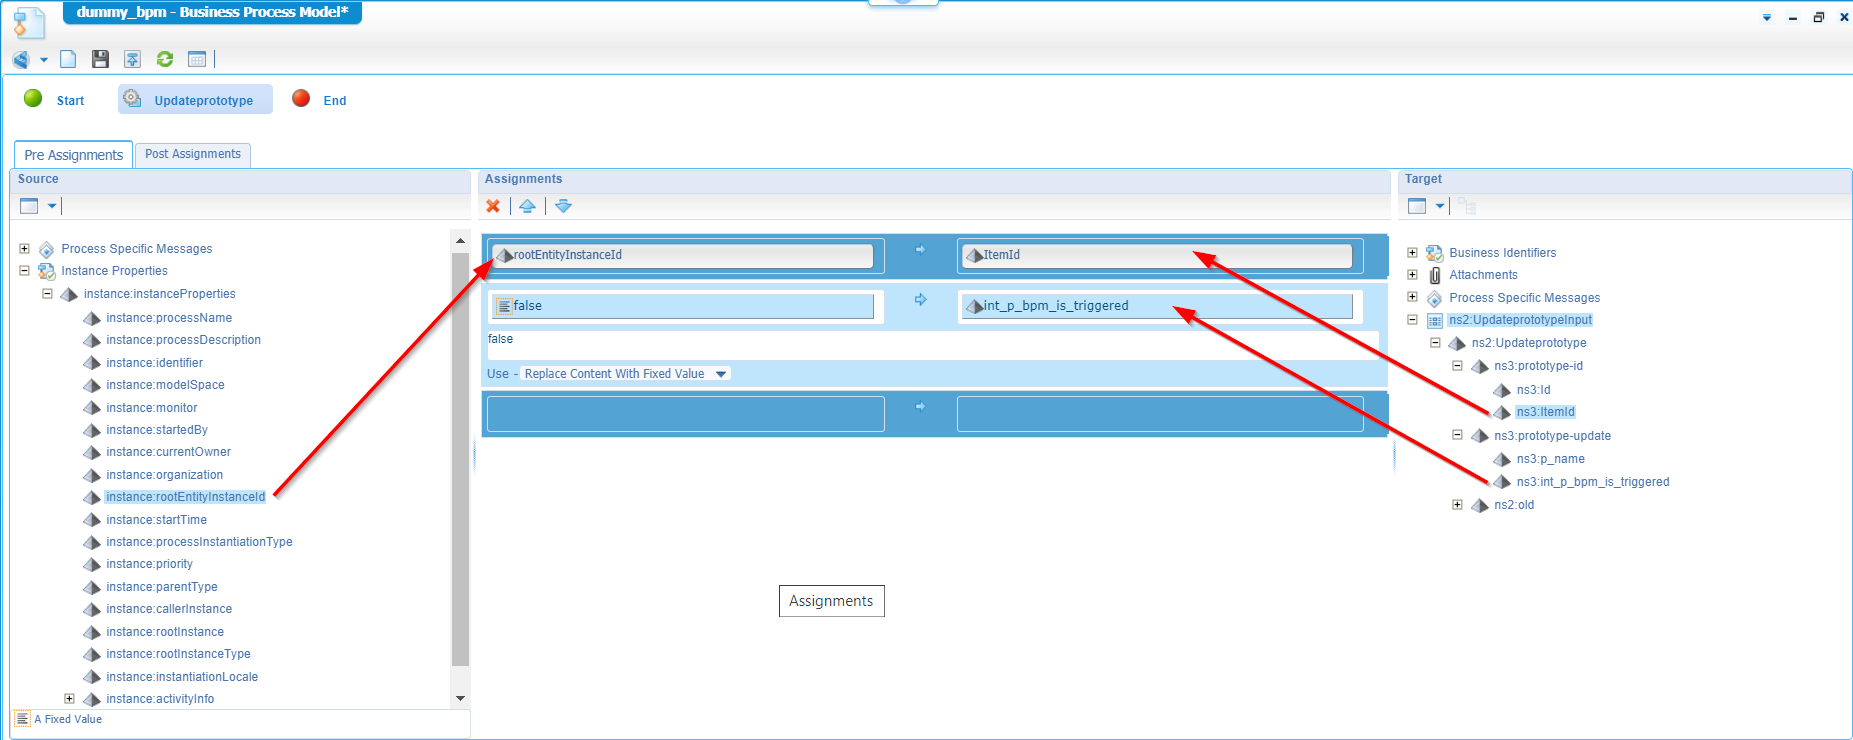 dummy_bpm - Business Process Model*
Start
Updateprototype
End
Pre Assignments
Post Assignments
Source
Process Specific Messages
Instance Properties
instance:instanceProperties
instance:processName
instance:processDescription
instance:identifier
instance:modelSpace
instance:monitor
instance:startedBy
instance:currentOwner
instance:organization
instance:rootEntityInstanceId
instance:startTime
instance:processInstantiationType
instance:priority
instance:parentType
instance:callerInstance
instance:rootInstance
instance:rootInstanceType
instance:instantiationLocale
instance:activityInfo
A Fixed Value
Assignments
rootEntityInstanceId
ItemId
false
int_p_bpm_is_triggered
false
Use - Replace Content With Fixed Value
Assignments
Target
Business Identifiers
Attachments
Process Specific Messages
ns2:UpdateprototypeInput
ns2:Updateprototype
ns3:prototype-id
ns3:Id
ns3:ItemId
ns3:prototype-update
ns3:p_name
ns3:int_p_bpm_is_triggered
ns2:old